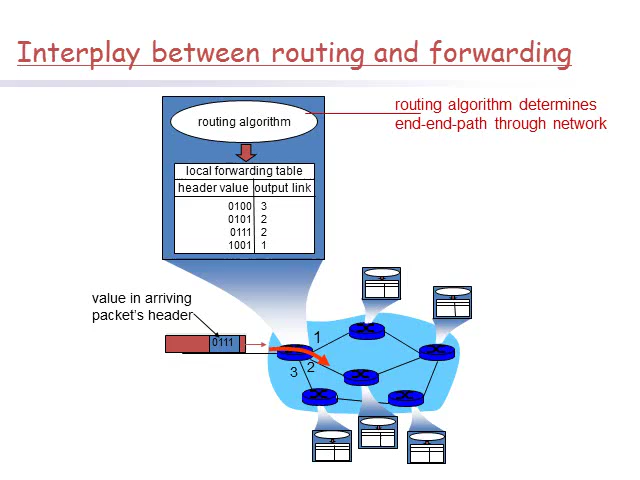 Interplay between routing and forwarding
routing algorithm determines
end-end-path through network
routing algorithm
local forwarding table
header value output link
0100 3
0101 2
0111 2
1001 1
value in arriving
packet's header
0111
1
2
3